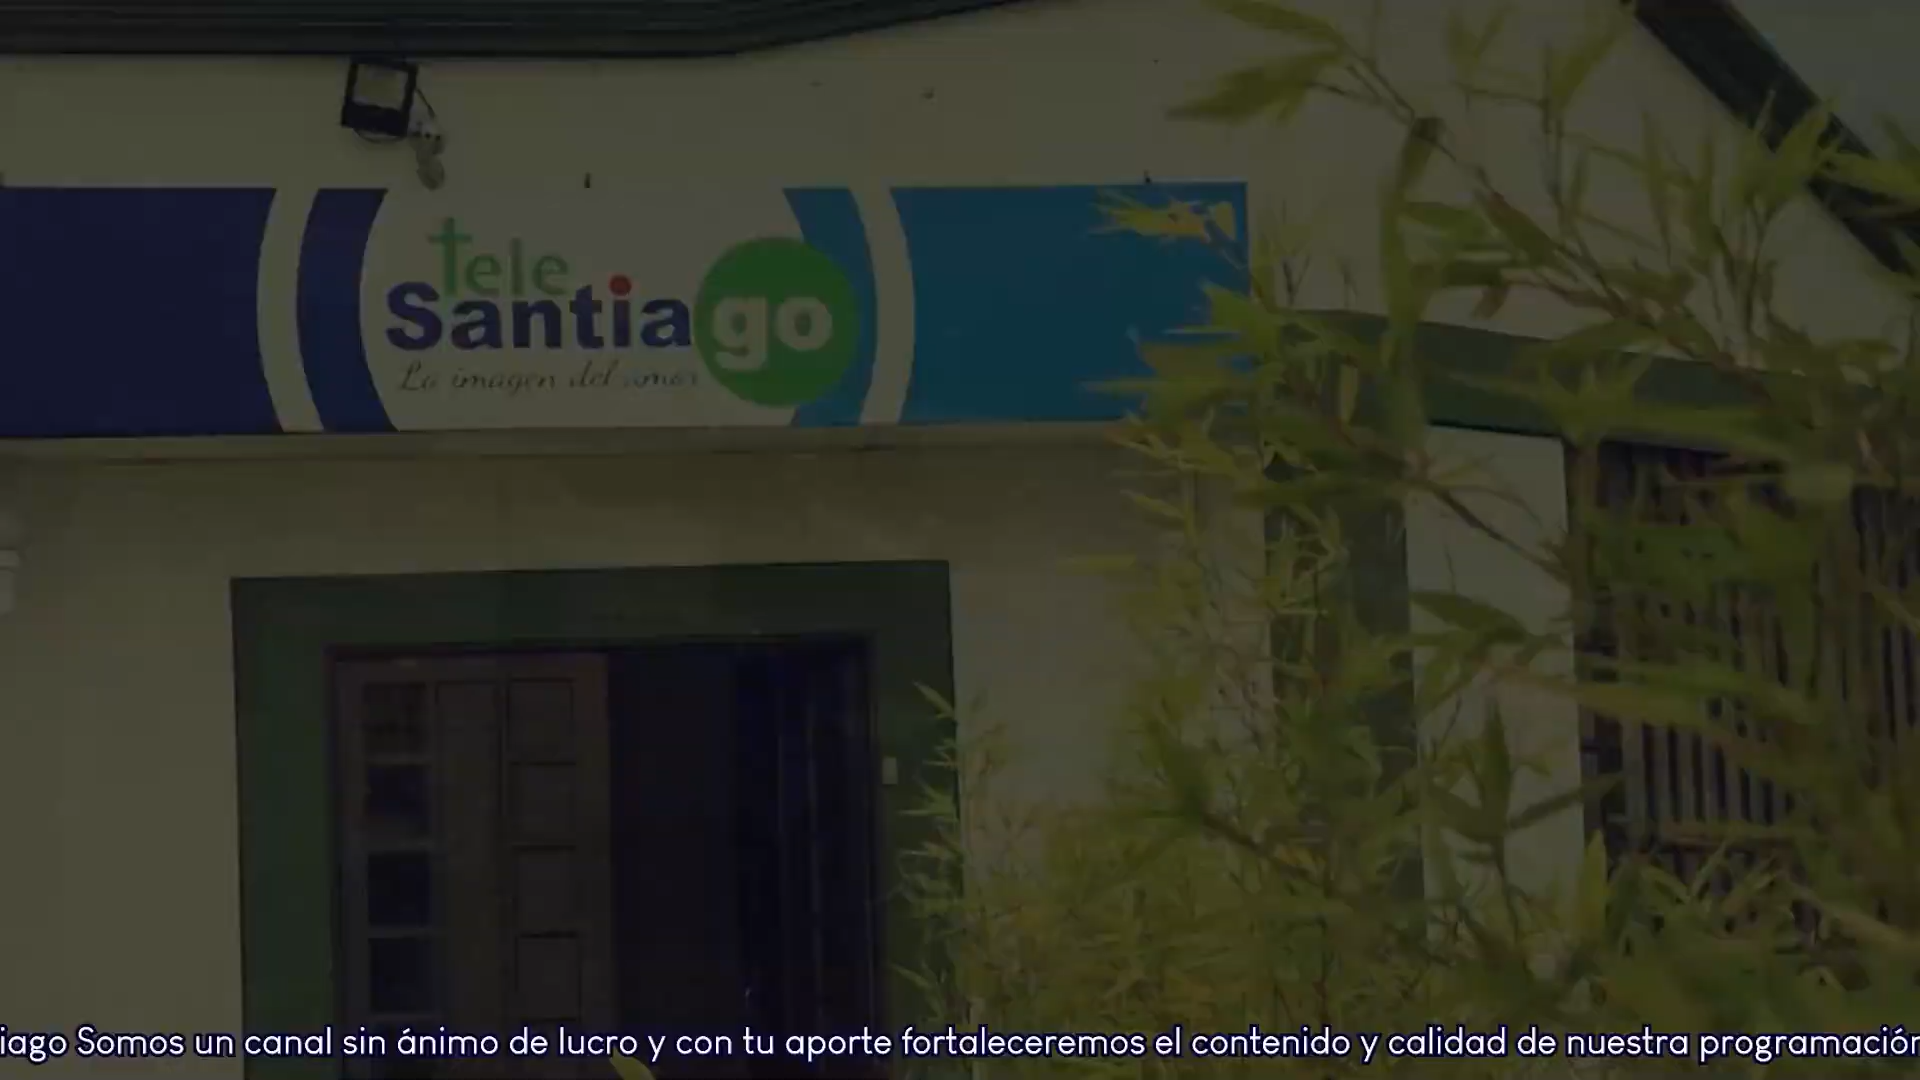 tele
Santiago
La imagen del amor
iago Somos un canal sin ánimo de lucro y con tu aporte fortaleceremos el contenido y calidad de nuestra programación